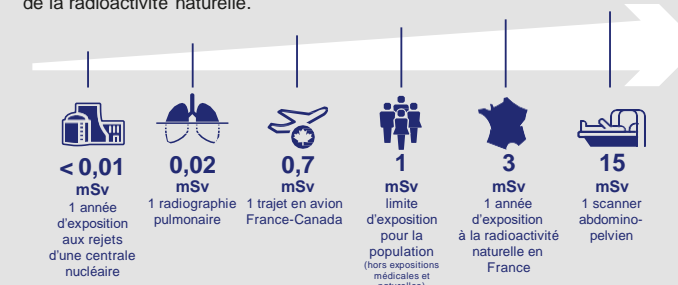 de la radioactivité naturelle.
< 0,01
mSv
1 année
d'exposition
aux rejets
d'une centrale
nucléaire
0,02
mSv
1 radiographie
pulmonaire
0,7
mSv
1 trajet en avion
France-Canada
1
mSv
limite
d'exposition
pour la
population
(hors expositions
médicales et
naturelles)
3
mSv
1 année
d'exposition
à la radioactivité
naturelle en
France
15
mSv
1 scanner
abdomino-
pelvien